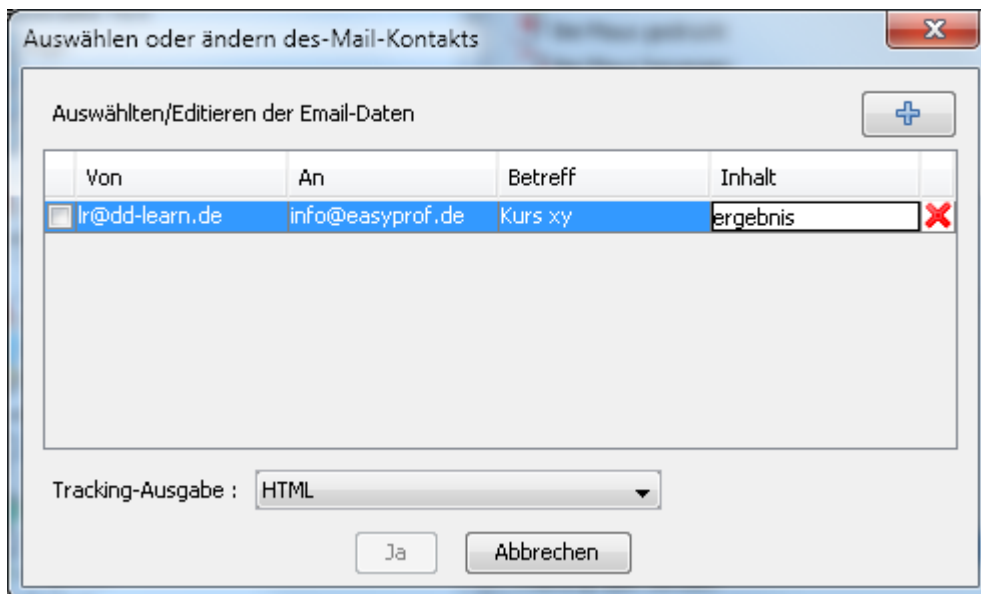 Auswählen oder ändern des-Mail-Kontakts
Auswählten/Editieren der Email-Daten
Von An Betreff Inhalt
lr@dd-learn.de info@easyprof.de Kurs xy ergebnis
Tracking-Ausgabe : HTML
Ja Abbrechen